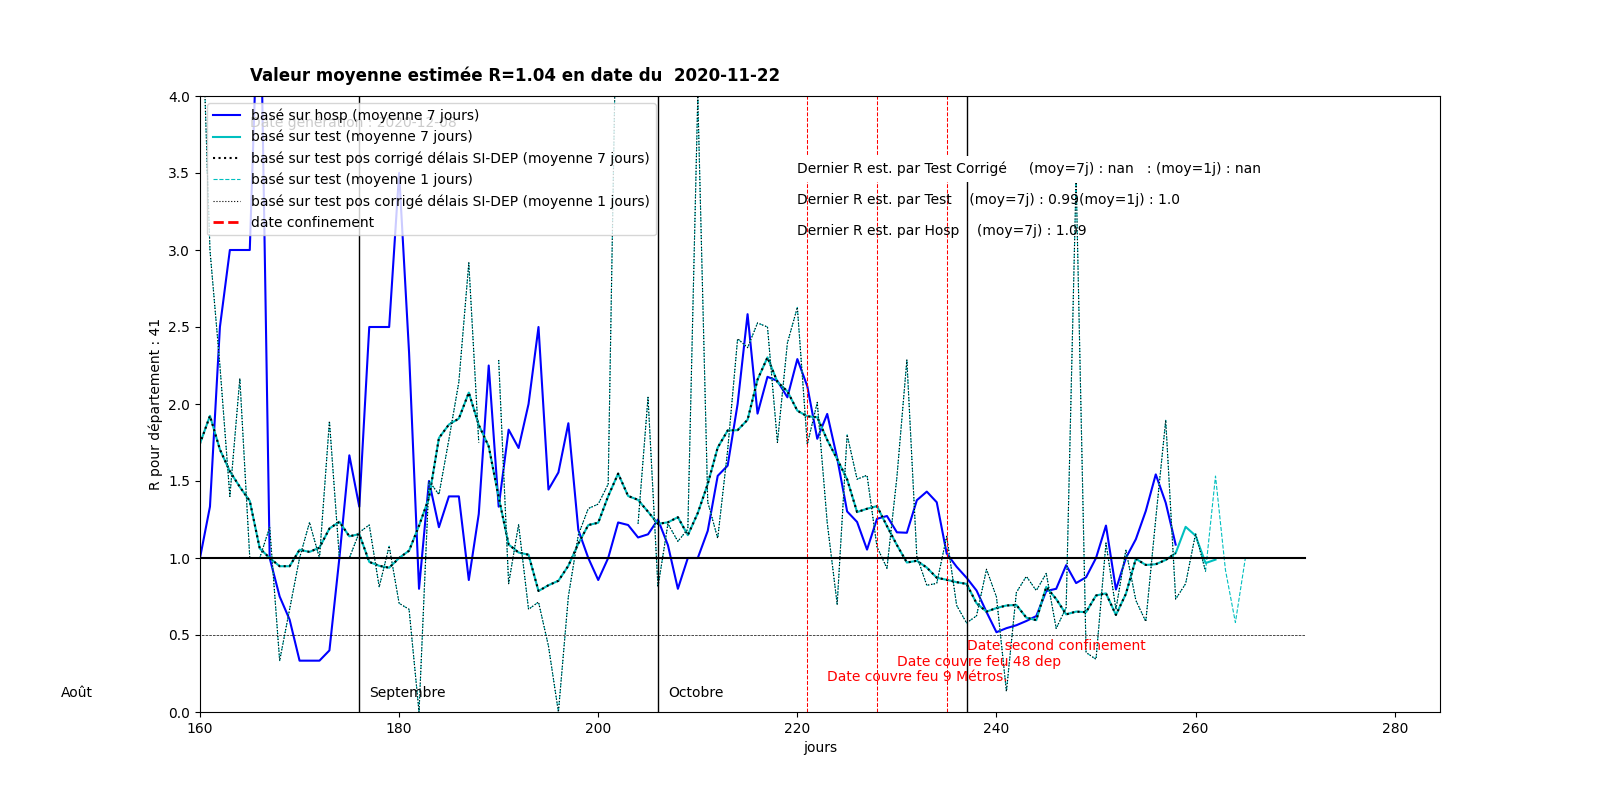 Valeur moyenne estimée R=1.04 en date du  2020-11-22
basé sur hosp (moyenne 7 jours)
Date génération : 2020-12-08
basé sur test (moyenne 7 jours)
basé sur test pos corrigé délais SI-DEP (moyenne 7 jours)
basé sur test (moyenne 1 jours)
basé sur test pos corrigé délais SI-DEP (moyenne 1 jours)
date confinement
Dernier R est. par Test Corrigé (moy=7j) : nan : (moy=1j) : nan
Dernier R est. par Test (moy=7j) : 0.99(moy=1j) : 1.0
Dernier R est. par Hosp (moy=7j) : 1.09
4.0
3.5
3.0
2.5
2.0
1.5
1.0
0.5
0.0
R pour département : 41
Date second confinement
Date couvre feu 48 dep
Date couvre feu 9 Métros
Août
Septembre
Octobre
160 180 200 220 240 260 280
jours